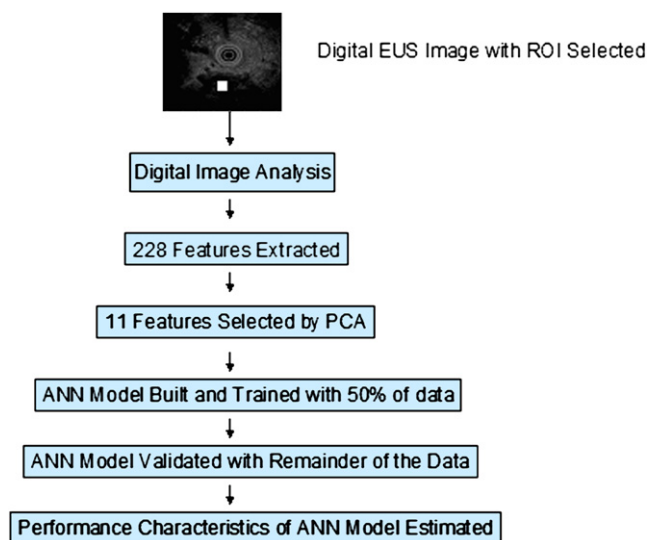 Digital EUS Image with ROI Selected
Digital Image Analysis
228 Features Extracted
11 Features Selected by PCA
ANN Model Built and Trained with 50% of data
ANN Model Validated with Remainder of the Data
Performance Characteristics of ANN Model Estimated